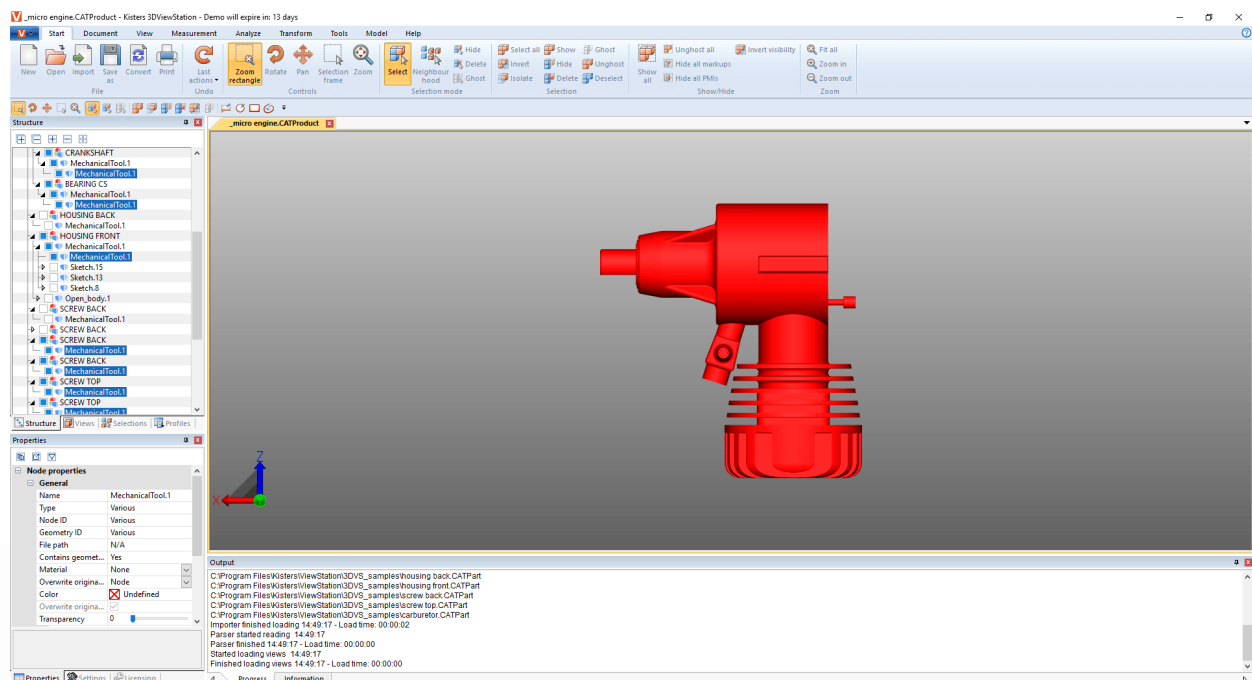 _micro engine.CATProduct - Kisters 3DViewStation - Demo will expire in: 13 days
Start Document View Measurement Analyze Transform Tools Model Help
New Open Import Save as Convert Print
File
Last actions
Undo
Zoom rectangle Rotate Pan Selection frame Zoom
Controls
Select Neighbour hood Hide Delete Ghost
Selection mode
Select all Show Ghost
Invert Hide Unghost
Isolate Delete Deselect
Selection
Show all Unghost all Invert visibility
Hide all markups
Hide all PMIs
Show/Hide
Fit all
Zoom in
Zoom out
Zoom
Structure
_micro engine.CATProduct
CRANKSHAFT
MechanicalTool.1
MechanicalTool.1
BEARING CS
MechanicalTool.1
MechanicalTool.1
HOUSING BACK
MechanicalTool.1
HOUSING FRONT
MechanicalTool.1
MechanicalTool.1
Sketch.15
Sketch.13
Sketch.8
Open_body.1
SCREW BACK
MechanicalTool.1
SCREW BACK
SCREW BACK
MechanicalTool.1
SCREW BACK
MechanicalTool.1
SCREW TOP
MechanicalTool.1
SCREW TOP
MechanicalTool.1
Structure Views Selections Profiles
Properties
Node properties
General
Name MechanicalTool.1
Type Various
Node ID Various
Geometry ID Various
File path N/A
Contains geomet... Yes
Material None
Overwrite origina... Node
Color Undefined
Overwrite origina...
Transparency 0
Properties Settings Licensing
Z
X
Output
C:\Program Files\Kisters\ViewStation\3DVS_samples\housing back.CATPart
C:\Program Files\Kisters\ViewStation\3DVS_samples\housing front.CATPart
C:\Program Files\Kisters\ViewStation\3DVS_samples\screw back.CATPart
C:\Program Files\Kisters\ViewStation\3DVS_samples\screw top.CATPart
C:\Program Files\Kisters\ViewStation\3DVS_samples\carburetor.CATPart
Importer finished loading 14:49:17 - Load time: 00:00:02
Parser started reading 14:49:17
Parser finished 14:49:17 - Load time: 00:00:00
Started loading views 14:49:17
Finished loading views 14:49:17 - Load time: 00:00:00
Progress Information